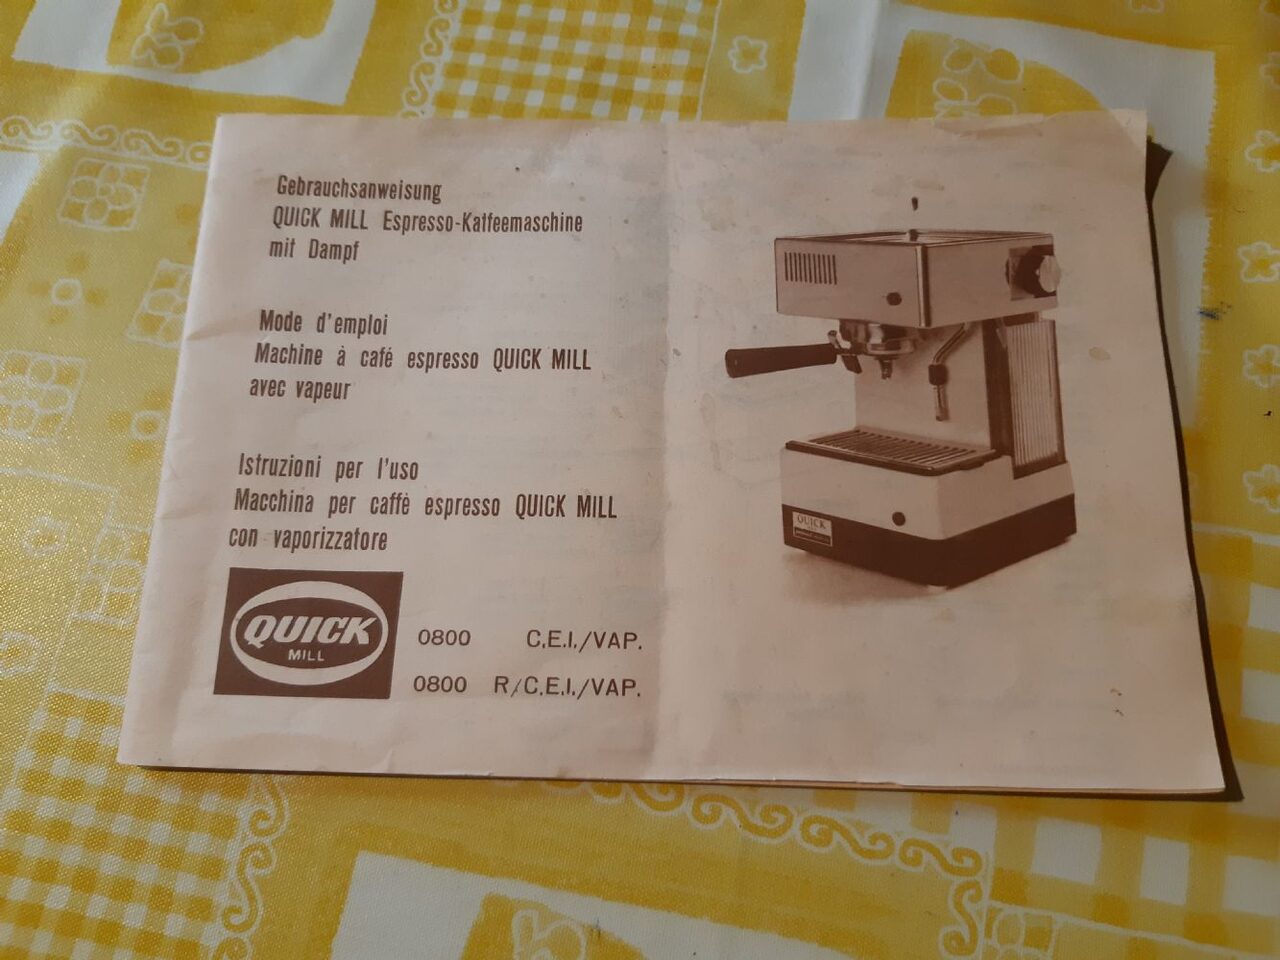 Gebrauchsanweisung
QUICK MILL Espresso-Kaffeemaschine
mit Dampf
Mode d'emploi
Machine à café espresso QUICK MILL
avec vapeur
Istruzioni per l'uso
Macchina per caffè espresso QUICK MILL
con vaporizzatore
QUICK
MILL
0800 C.E.I./VAP.
0800 R/C.E.I./VAP.
QUICK